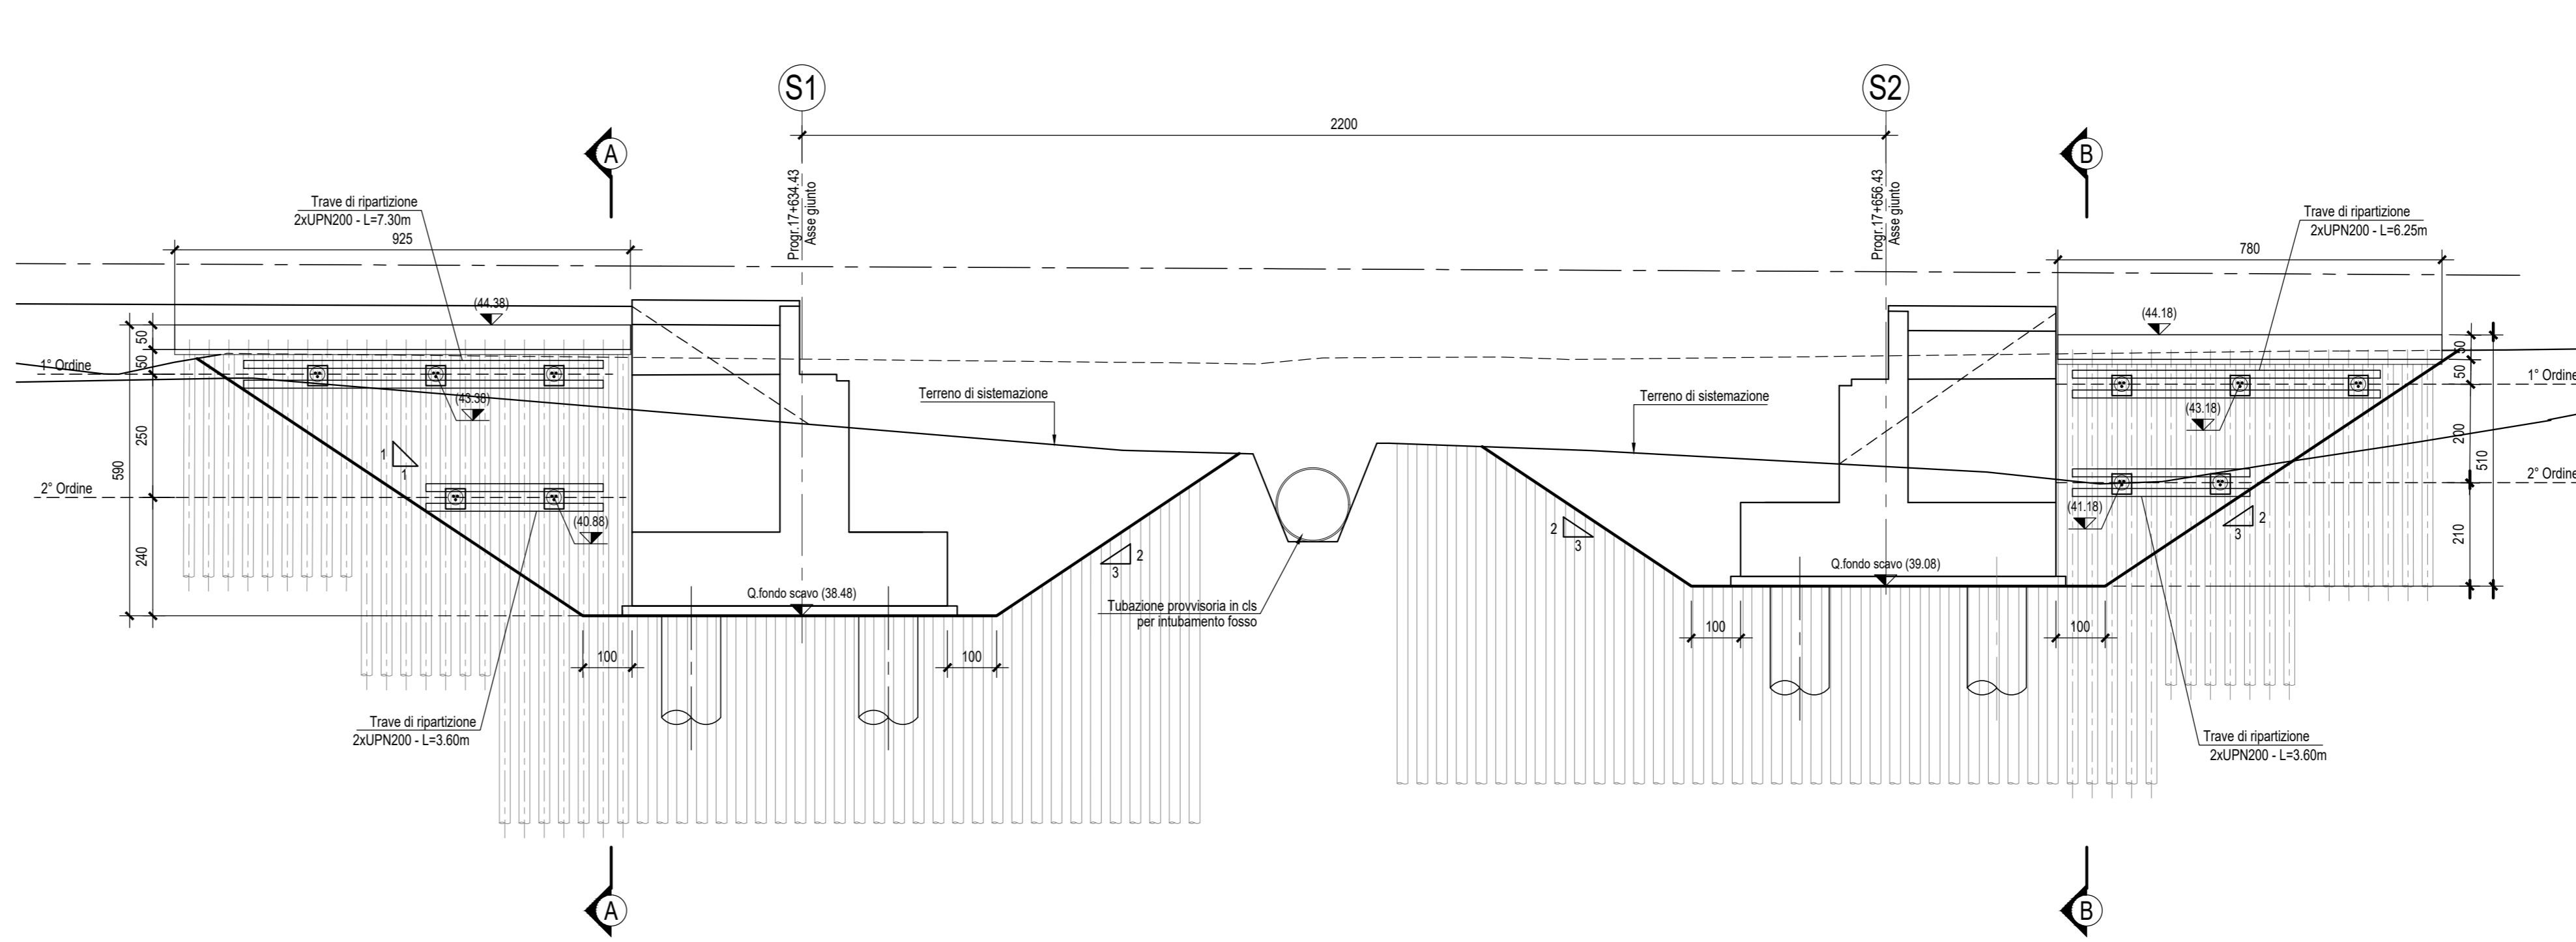 S1
S2
2200
A
B
Progr.17+634.43
Asse giunto
Progr.17+656.43
Asse giunto
Trave di ripartizione
2xUPN200 - L=7.30m
925
Trave di ripartizione
2xUPN200 - L=6.25m
780
(44.38)
(44.18)
50
50
250
240
590
1° Ordine
2° Ordine
(43.38)
(40.88)
1
1
Terreno di sistemazione
Terreno di sistemazione
50
50
200
210
510
1° Ordine
2° Ordine
(43.18)
(41.18)
2
3
2
3
2
3
Q.fondo scavo (38.48)
Q.fondo scavo (39.08)
Tubazione provvisoria in cls
per intubamento fosso
100
100
100
100
Trave di ripartizione
2xUPN200 - L=3.60m
Trave di ripartizione
2xUPN200 - L=3.60m
A
B